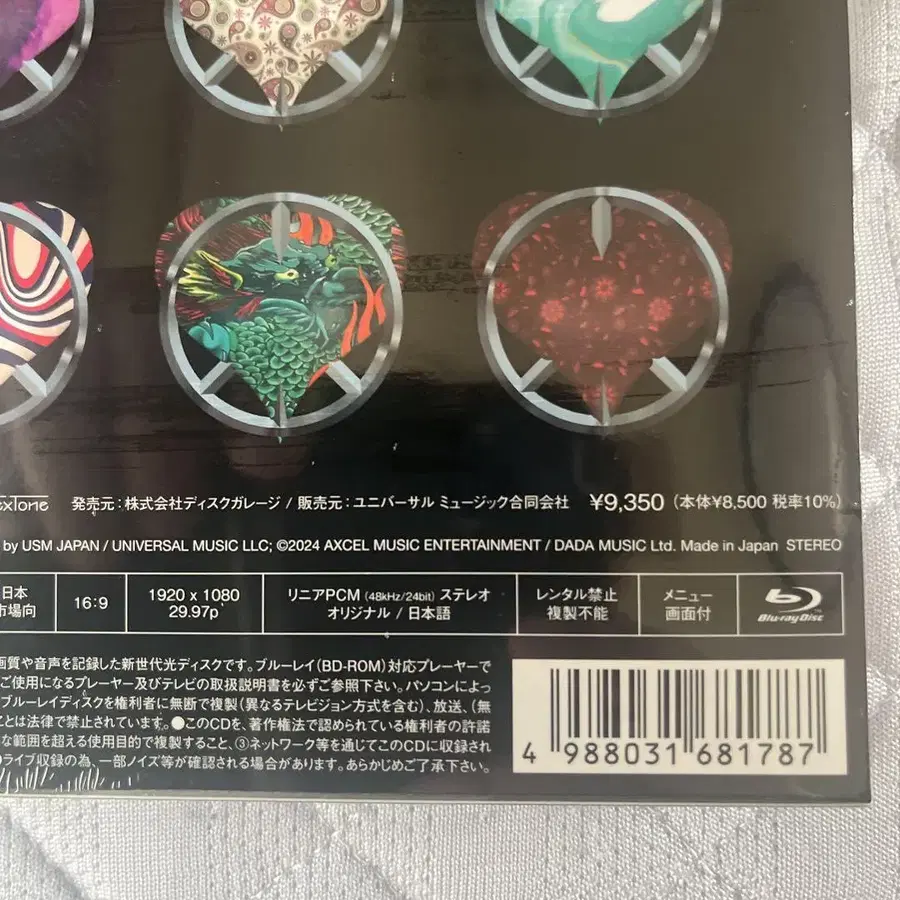 exTone 発売元:株式会社ディスクガレージ / 販売元:ユニバーサル ミュージック合同会社 ¥9,350 (本体¥8,500 税率10%)
by USM JAPAN / UNIVERSAL MUSIC LLC; ©2024 AXCEL MUSIC ENTERTAINMENT / DADA MUSIC Ltd. Made in Japan STEREO
日本
市場向
16:9
1920 x 1080
29.97p
リニアPCM (48kHz/24bit) ステレオ
オリジナル / 日本語
レンタル禁止
複製不能
メニュー
画面付
Blu-ray Disc
画質や音声を記録した新世代光ディスクです。ブルーレイ(BD-ROM)対応プレーヤーで
ご使用になるプレーヤー及びテレビの取扱説明書を必ずご参照下さい。パソコンによっ
ブルーレイディスクを権利者に無断で複製(異なるテレビジョン方式を含む)、放送、(無
ことは法律で禁止されています。●このCDを、著作権法で認められている権利者の許諾
な範囲を超える使用目的で複製すること、③ネットワーク等を通じてこのCDに収録され
ライブ収録の為、一部ノイズ等が確認される場合があります。あらかじめご了承下さい。
4 988031 681787